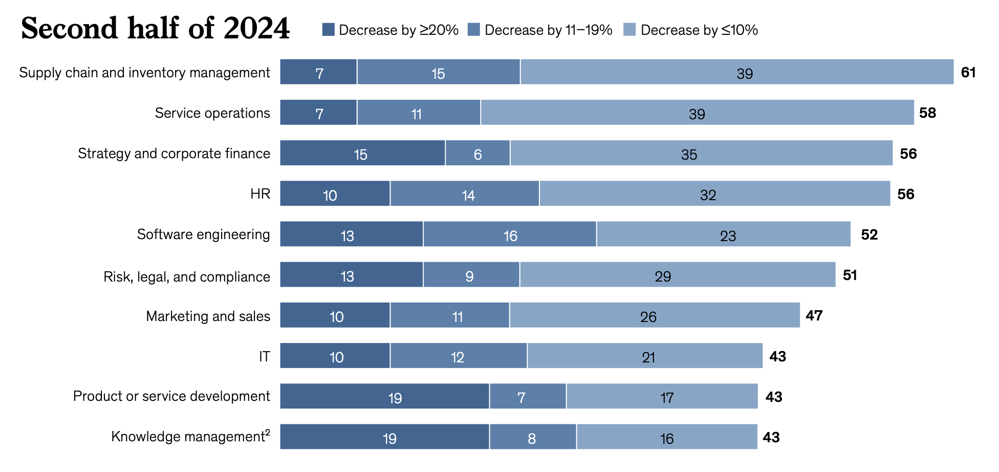 Second half of 2024
Decrease by ≥20% Decrease by 11–19% Decrease by ≤10%
Supply chain and inventory management 7 15 39 61
Service operations 7 11 39 58
Strategy and corporate finance 15 6 35 56
HR 10 14 32 56
Software engineering 13 16 23 52
Risk, legal, and compliance 13 9 29 51
Marketing and sales 10 11 26 47
IT 10 12 21 43
Product or service development 19 7 17 43
Knowledge management² 19 8 16 43